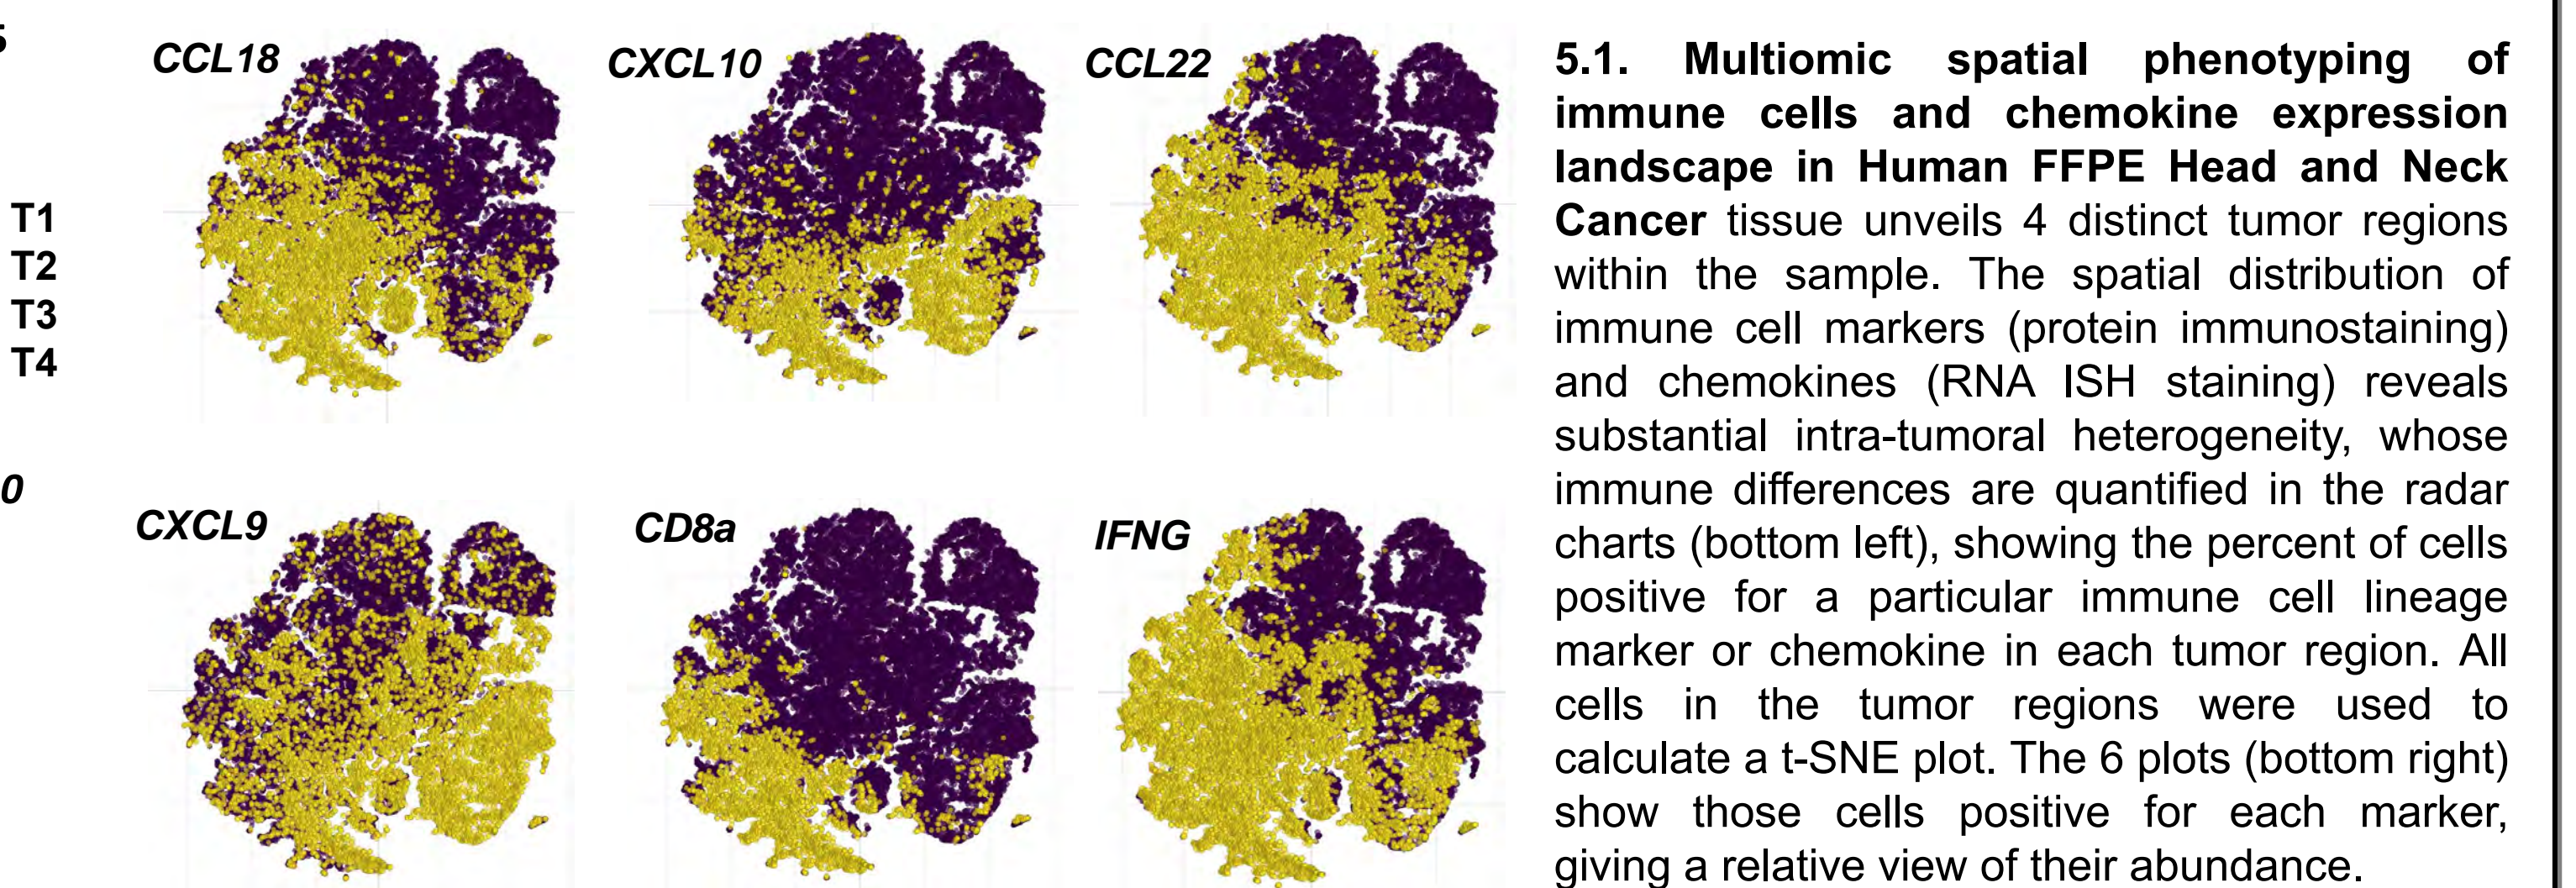 5
T1
T2
T3
T4
0
CCL18
CXCL10
CCL22
CXCL9
CD8a
IFNG
5.1. Multiomic spatial phenotyping of
immune cells and chemokine expression
landscape in Human FFPE Head and Neck
Cancer tissue unveils 4 distinct tumor regions
within the sample. The spatial distribution of
immune cell markers (protein immunostaining)
and chemokines (RNA ISH staining) reveals
substantial intra-tumoral heterogeneity, whose
immune differences are quantified in the radar
charts (bottom left), showing the percent of cells
positive for a particular immune cell lineage
marker or chemokine in each tumor region. All
cells in the tumor regions were used to
calculate a t-SNE plot. The 6 plots (bottom right)
show those cells positive for each marker,
giving a relative view of their abundance.